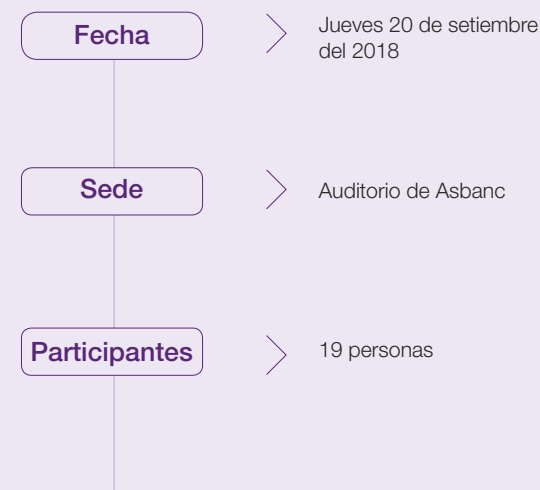 Fecha
Jueves 20 de setiembre
del 2018
Sede
Auditorio de Asbanc
Participantes
19 personas